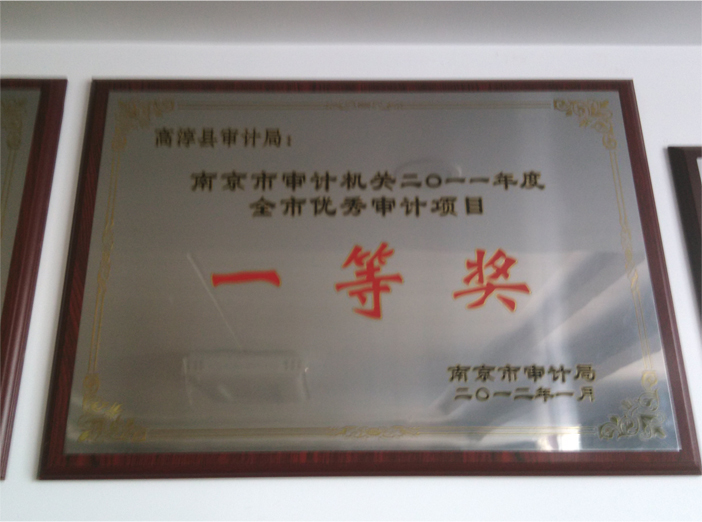 高淳县审计局：
南京市审计机关二〇一一年度
全市优秀审计项目
一等奖
南京市审计局
二〇一二年一月